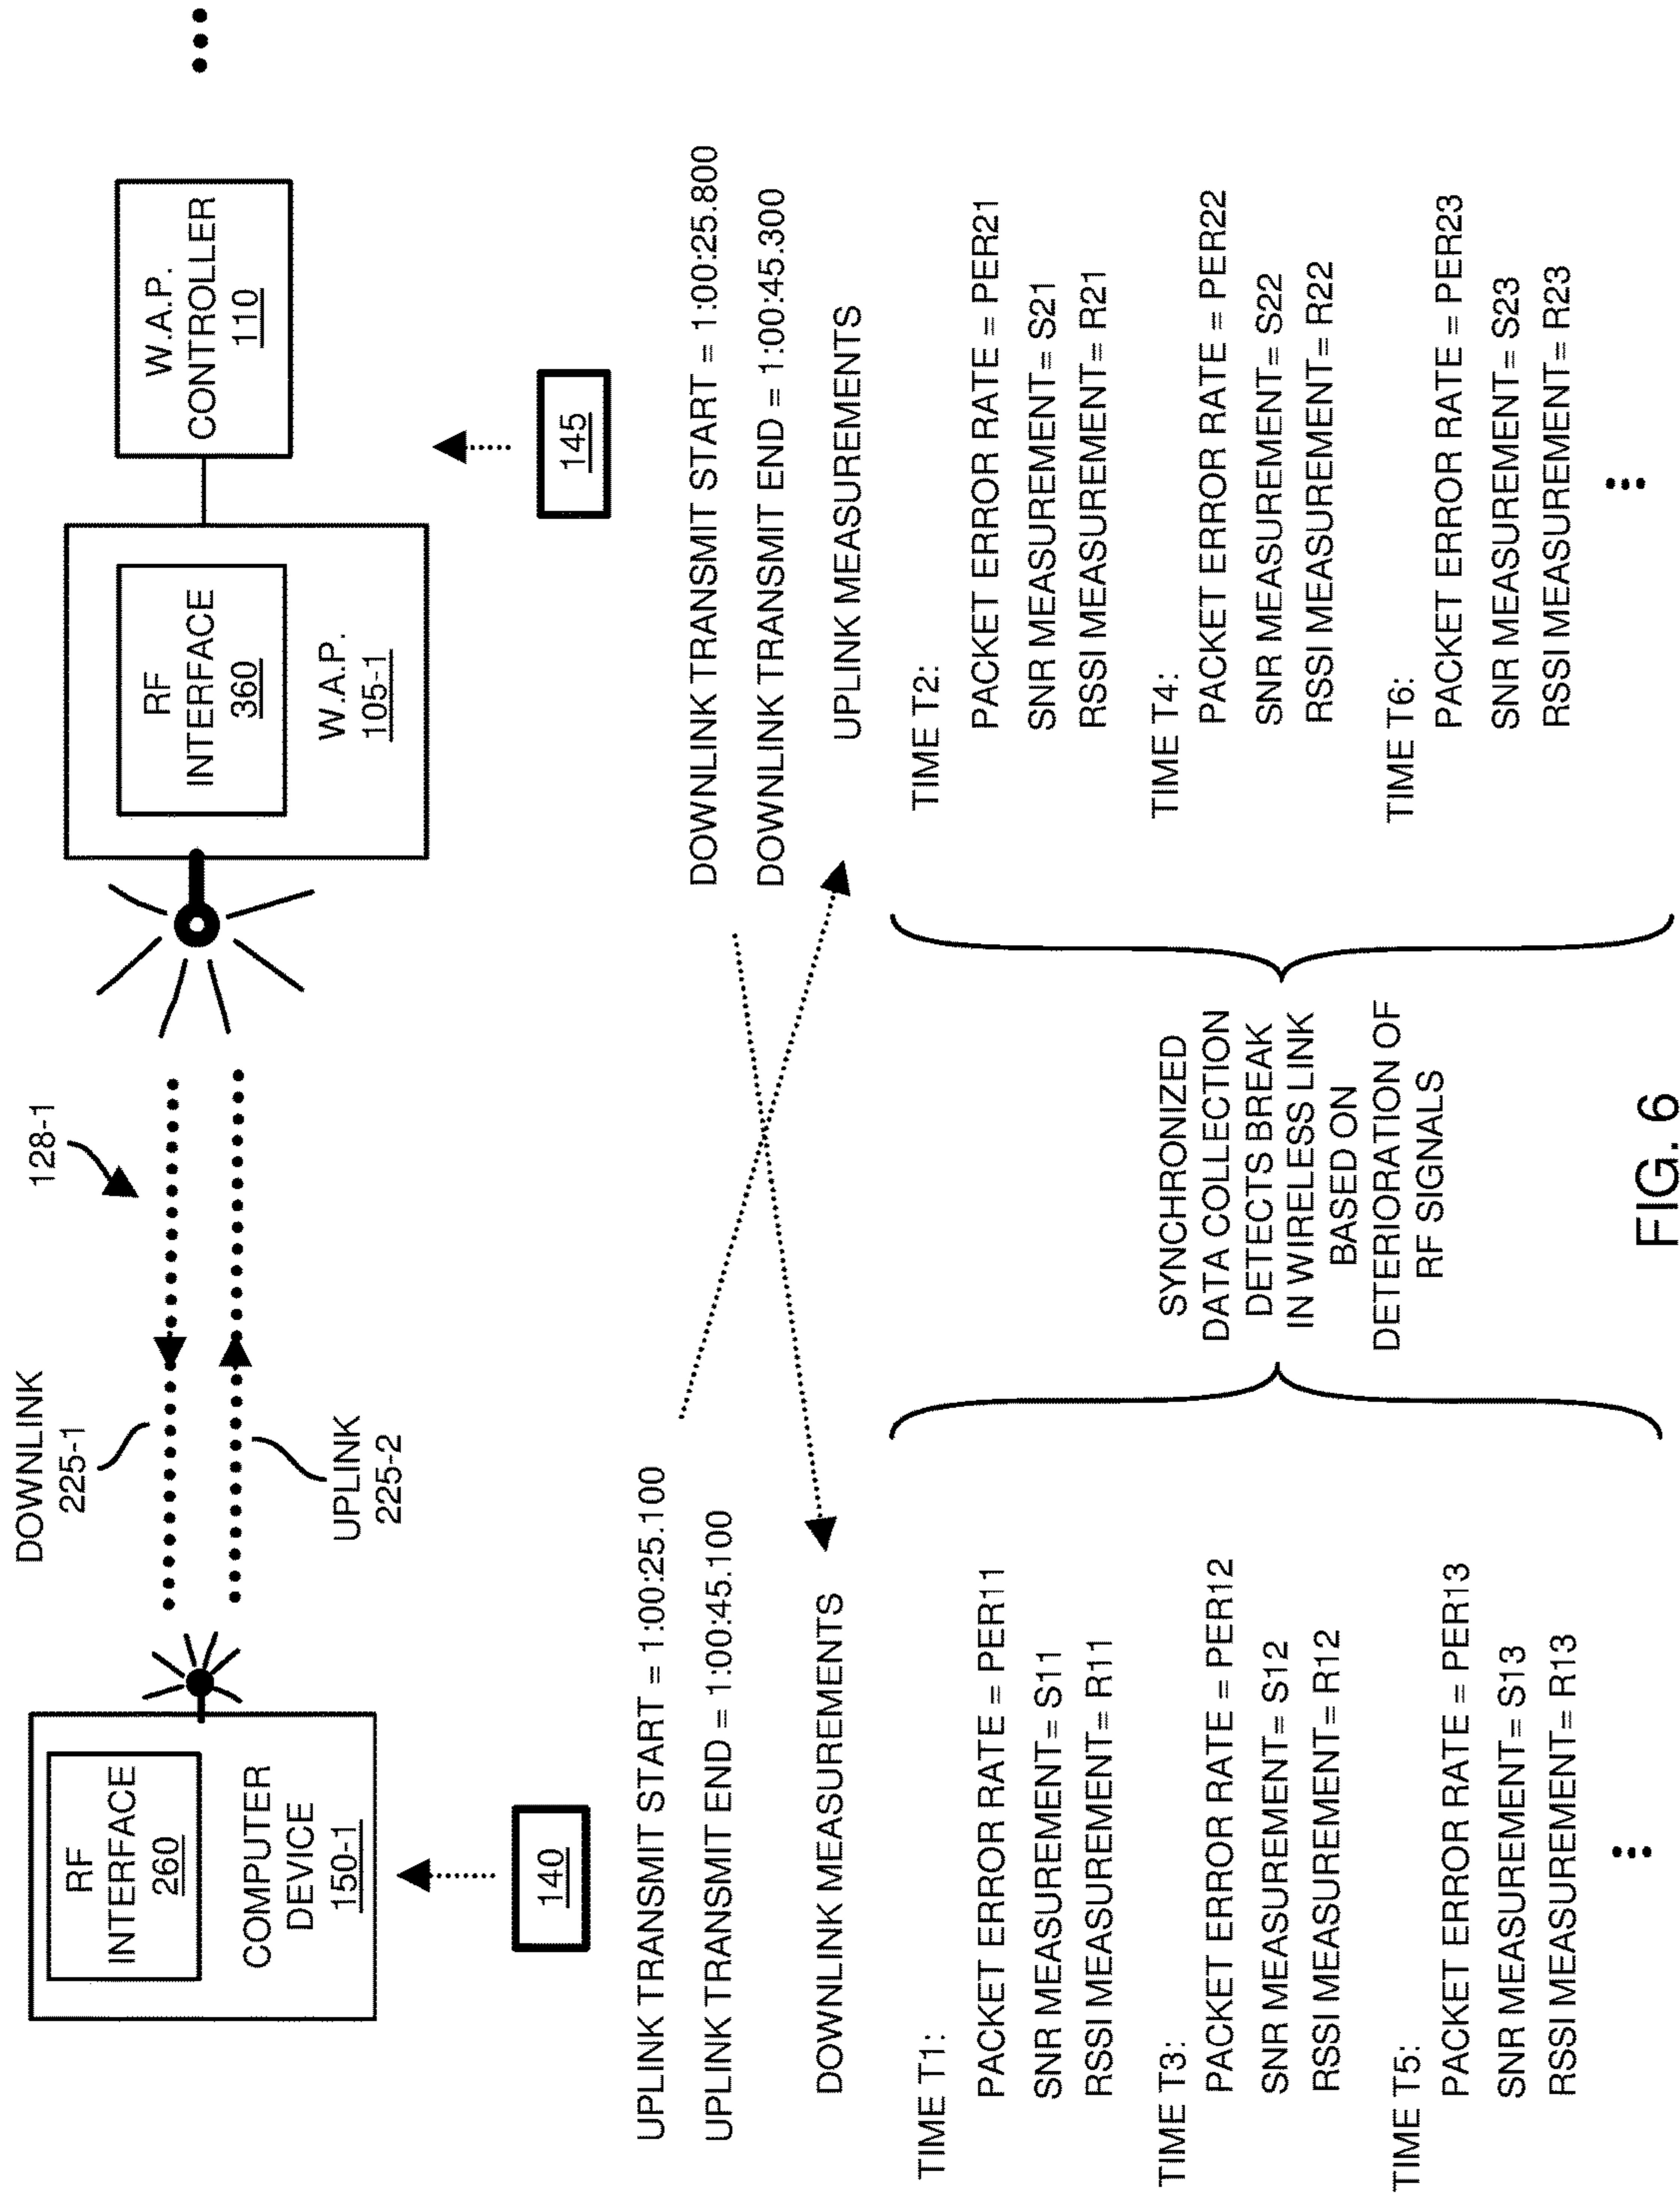 DOWNLINK
225-1
128-1
RF
INTERFACE
260
COMPUTER
DEVICE
150-1
UPLINK
225-2
RF
INTERFACE
360
W.A.P.
105-1
W.A.P.
CONTROLLER
110
140
145
UPLINK TRANSMIT START = 1:00:25.100
UPLINK TRANSMIT END = 1:00:45.100
DOWNLINK MEASUREMENTS
TIME T1:
PACKET ERROR RATE = PER11
SNR MEASUREMENT= S11
RSSI MEASUREMENT= R11
TIME T3:
PACKET ERROR RATE = PER12
SNR MEASUREMENT= S12
RSSI MEASUREMENT= R12
TIME T5:
PACKET ERROR RATE = PER13
SNR MEASUREMENT= S13
RSSI MEASUREMENT= R13
SYNCHRONIZED
DATA COLLECTION
DETECTS BREAK
IN WIRELESS LINK
BASED ON
DETERIORATION OF
RF SIGNALS
DOWNLINK TRANSMIT START = 1:00:25.800
DOWNLINK TRANSMIT END = 1:00:45.300
UPLINK MEASUREMENTS
TIME T2:
PACKET ERROR RATE = PER21
SNR MEASUREMENT= S21
RSSI MEASUREMENT= R21
TIME T4:
PACKET ERROR RATE = PER22
SNR MEASUREMENT= S22
RSSI MEASUREMENT= R22
TIME T6:
PACKET ERROR RATE = PER23
SNR MEASUREMENT= S23
RSSI MEASUREMENT= R23
FIG. 6